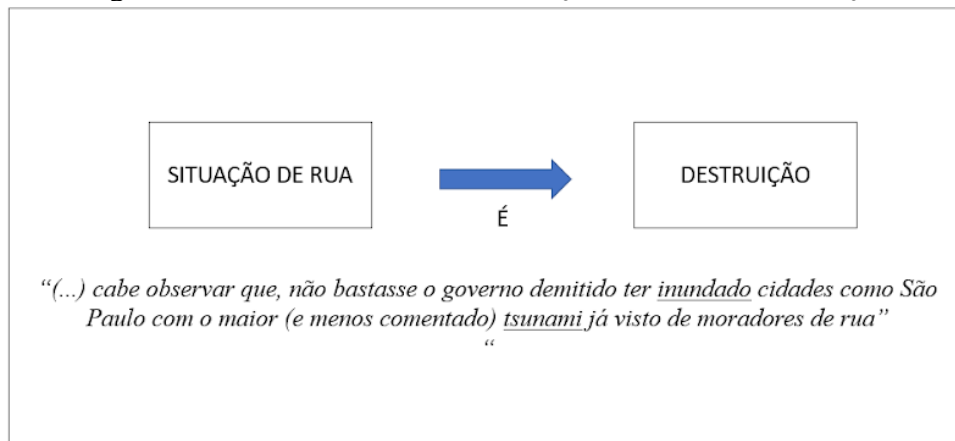 SITUAÇÃO DE RUA
DESTRUIÇÃO
É
“(...) cabe observar que, não bastasse o governo demitido ter inundado cidades como São
Paulo com o maior (e menos comentado) tsunami já visto de moradores de rua”
“